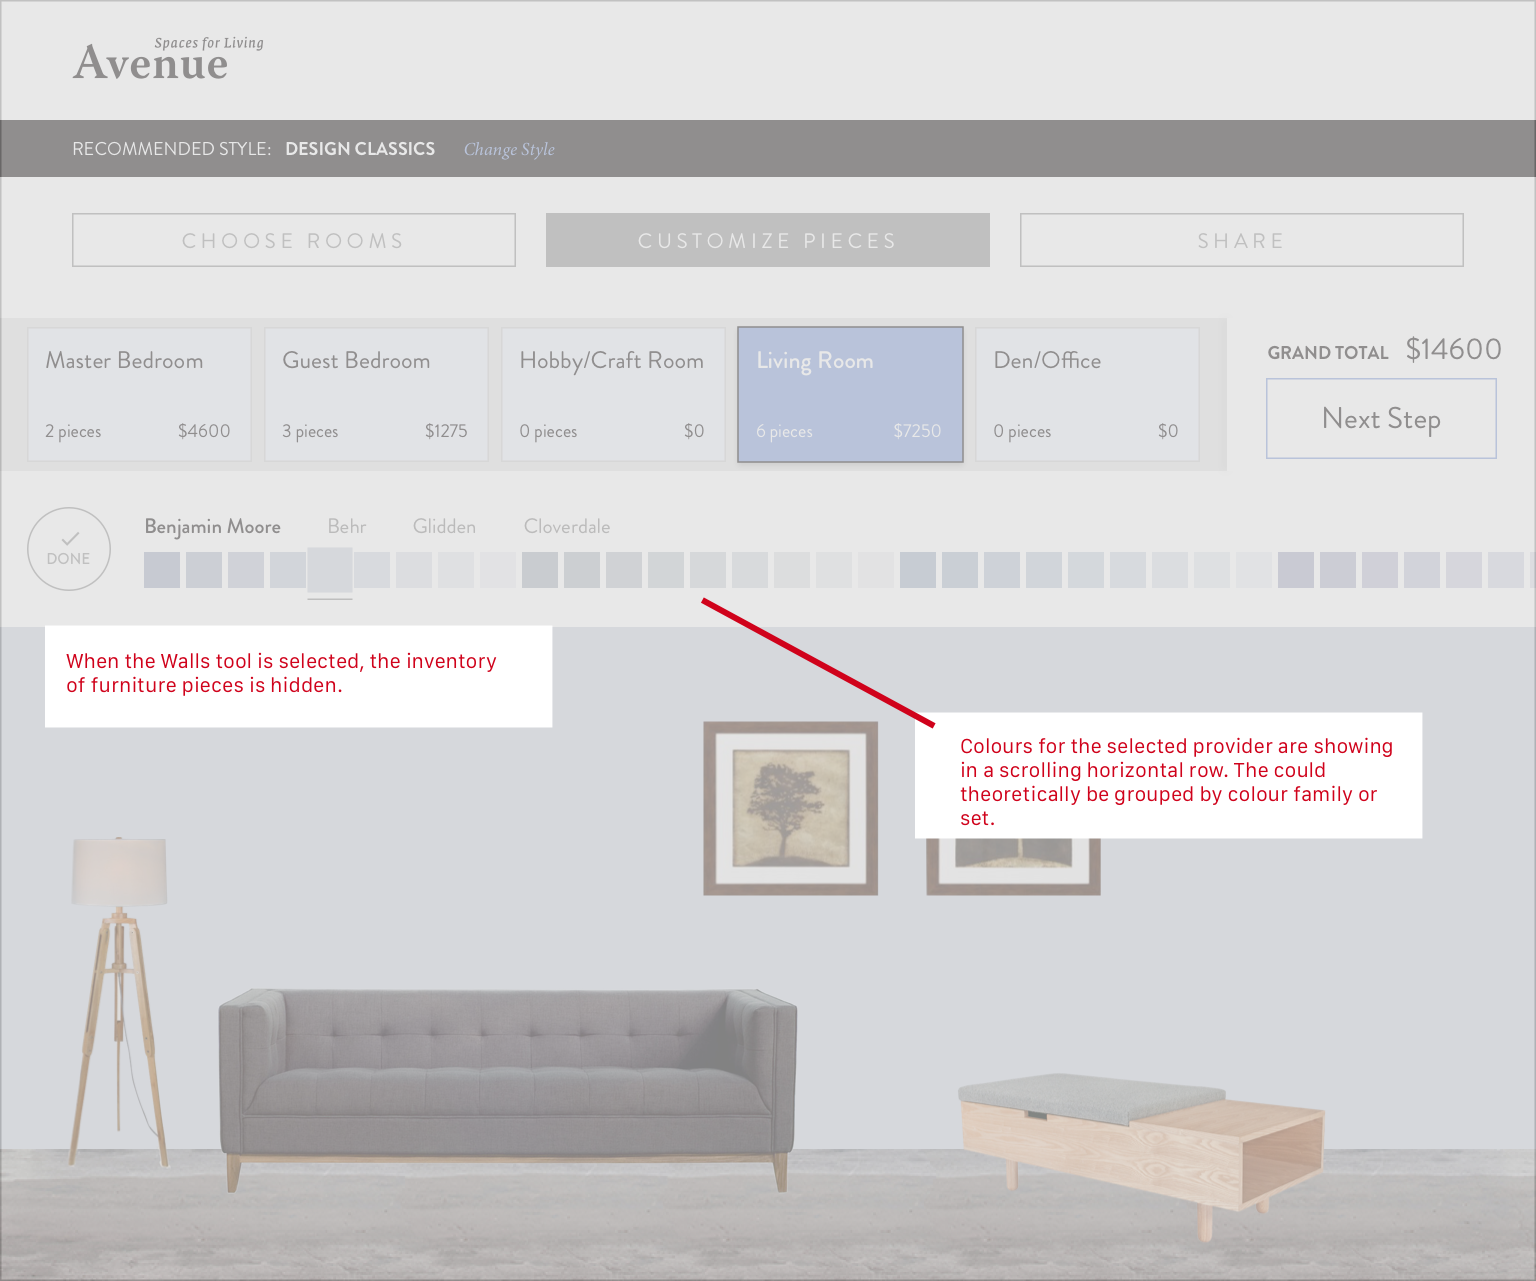 Spaces for Living
Avenue
RECOMMENDED STYLE: DESIGN CLASSICS Change Style
CHOOSE ROOMS
CUSTOMIZE PIECES
SHARE
Master Bedroom
2 pieces $4600
Guest Bedroom
3 pieces $1275
Hobby/Craft Room
0 pieces $0
Living Room
6 pieces $7250
Den/Office
0 pieces $0
GRAND TOTAL $14600
Next Step
DONE
Benjamin Moore Behr Glidden Cloverdale
When the Walls tool is selected, the inventory
of furniture pieces is hidden.
Colours for the selected provider are showing
in a scrolling horizontal row. The could
theoretically be grouped by colour family or
set.